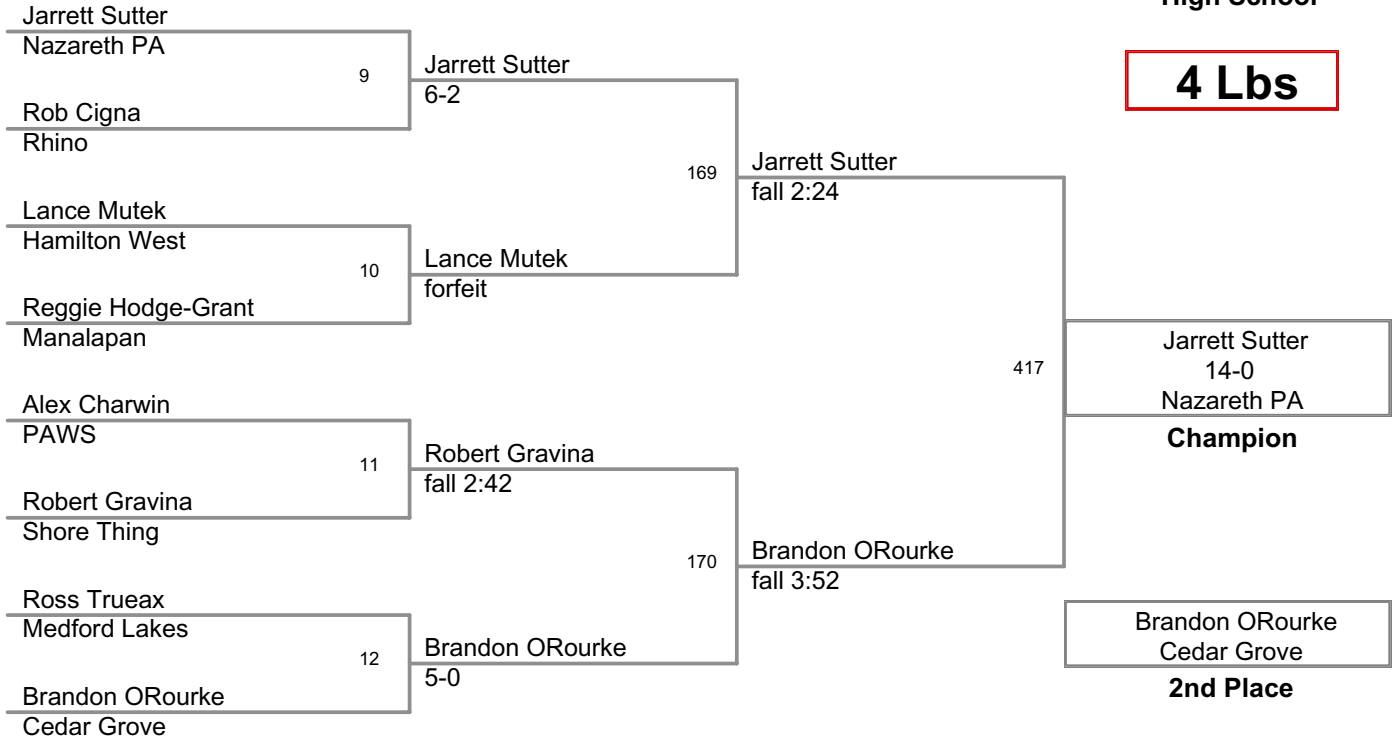 High School
4 Lbs
Jarrett Sutter
Nazareth PA
9
Rob Cigna
Rhino
Jarrett Sutter
6-2
Lance Mutek
Hamilton West
10
Reggie Hodge-Grant
Manalapan
Lance Mutek
forfeit
169
Jarrett Sutter
fall 2:24
Alex Charwin
PAWS
11
Robert Gravina
Shore Thing
Robert Gravina
fall 2:42
Ross Trueax
Medford Lakes
12
Brandon ORourke
Cedar Grove
Brandon ORourke
5-0
170
Brandon ORourke
fall 3:52
417
Jarrett Sutter
14-0
Nazareth PA
Champion
Brandon ORourke
Cedar Grove
2nd Place